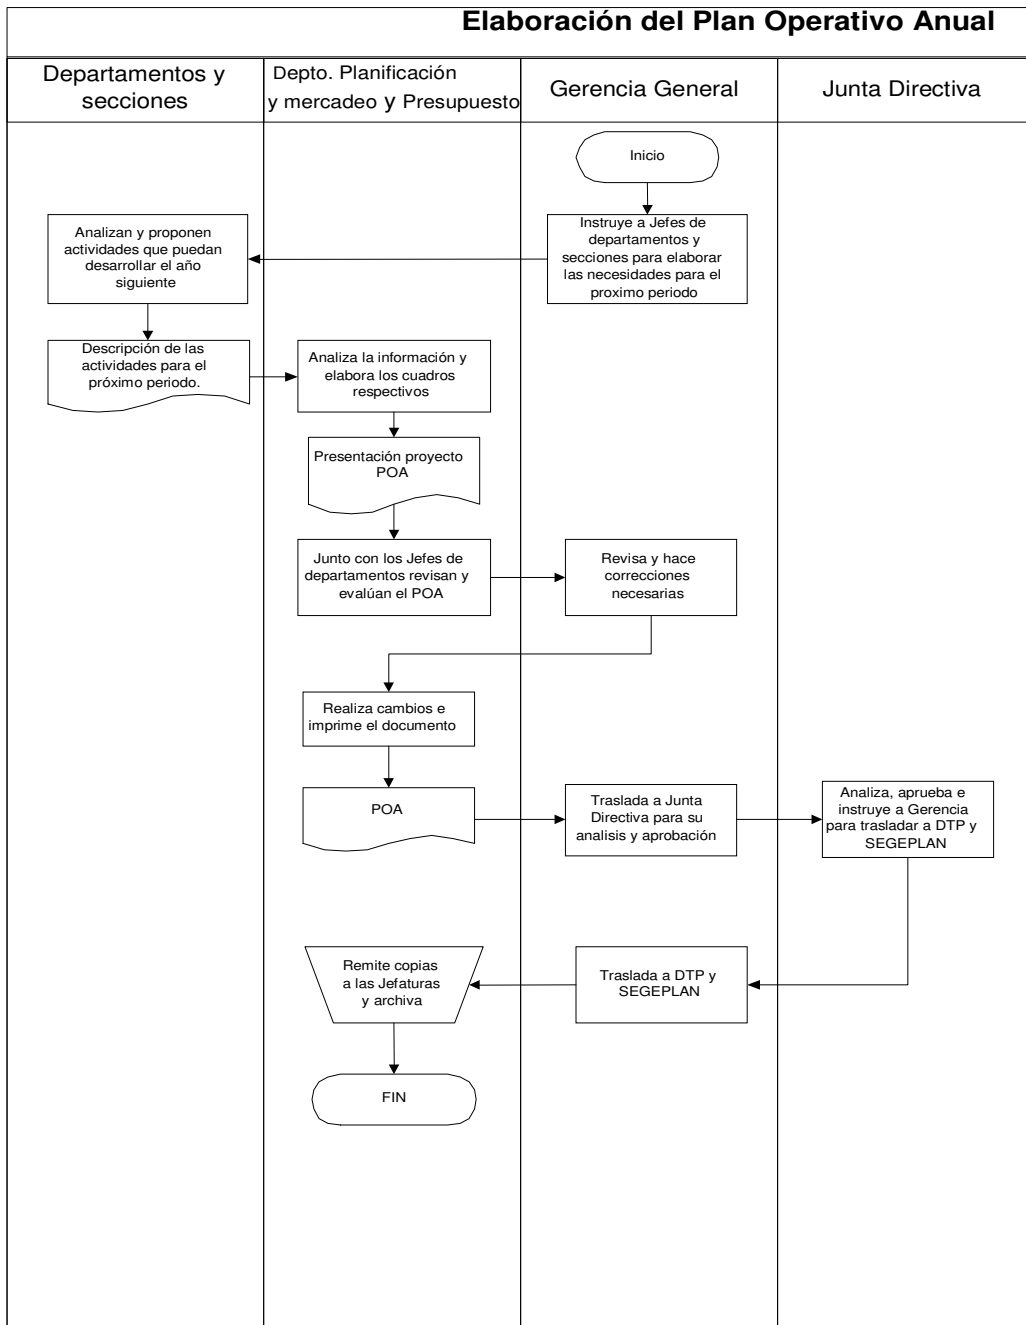 Elaboración del Plan Operativo Anual
Departamentos y
secciones
Depto. Planificación
y mercadeo y Presupuesto
Gerencia General
Junta Directiva
Inicio
Instruye a Jefes de
departamentos y
secciones para elaborar
las necesidades para el
proximo periodo
Analizan y proponen
actividades que puedan
desarrollar el año
siguiente
Descripción de las
actividades para el
próximo periodo.
Analiza la información y
elabora los cuadros
respectivos
Presentación proyecto
POA
Junto con los Jefes de
departamentos revisan y
evalúan el POA
Revisa y hace
correcciones
necesarias
Realiza cambios e
imprime el documento
POA
Traslada a Junta
Directiva para su
analisis y aprobación
Analiza, aprueba e
instruye a Gerencia
para trasladar a DTP y
SEGEPLAN
Traslada a DTP y
SEGEPLAN
Remite copias
a las Jefaturas
y archiva
FIN